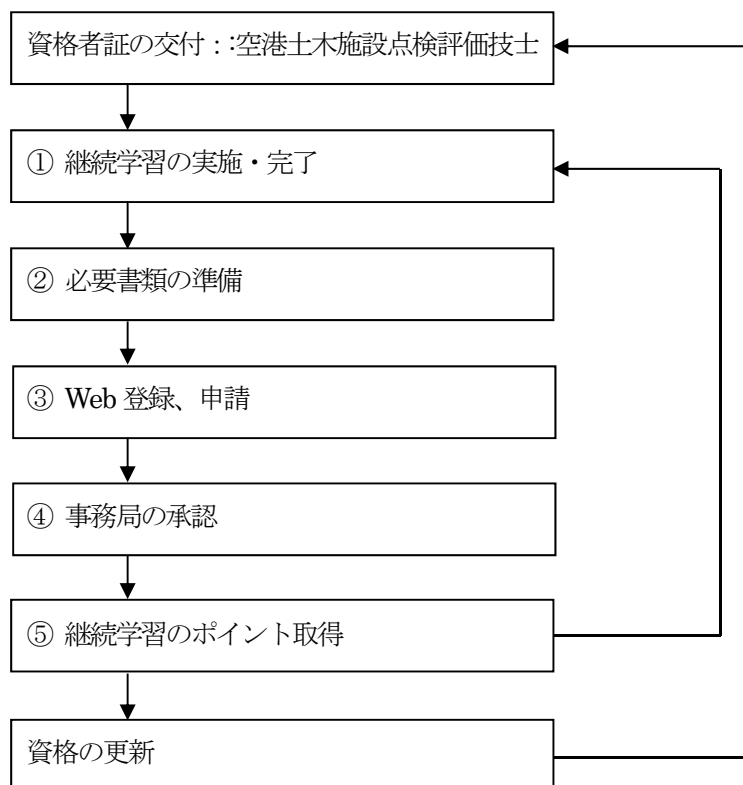 資格者証の交付：:空港土木施設点検評価技士
① 継続学習の実施・完了
② 必要書類の準備
③ Web 登録、申請
④ 事務局の承認
⑤ 継続学習のポイント取得
資格の更新